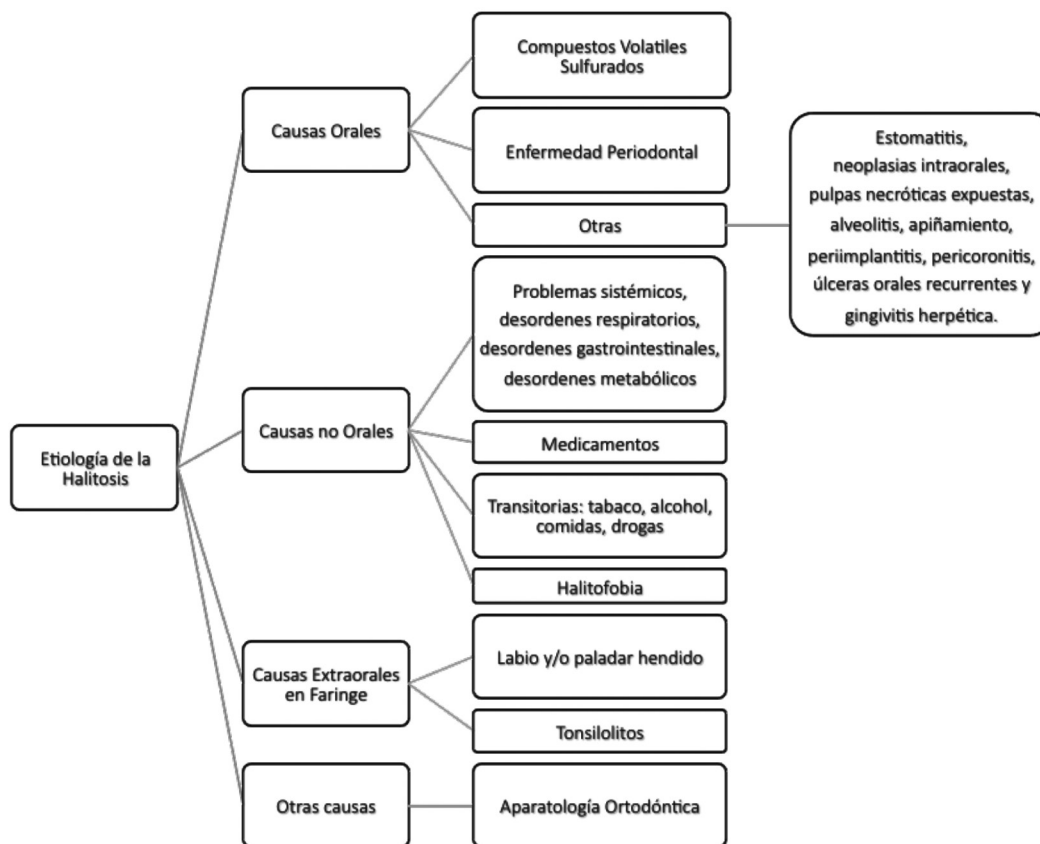 Etiología de la
Halitosis
Causas Orales
Compuestos Volatiles
Sulfurados
Enfermedad Periodontal
Otras
Estomatitis,
neoplasias intraorales,
pulpas necróticas expuestas,
alveolitis, apiñamiento,
periimplantitis, pericoronitis,
úlceras orales recurrentes y
gingivitis herpética.
Causas no Orales
Problemas sistémicos,
desordenes respiratorios,
desordenes gastrointestinales,
desordenes metabólicos
Medicamentos
Transitorias: tabaco, alcohol,
comidas, drogas
Halitofobia
Causas Extraorales
en Faringe
Labio y/o paladar hendido
Tonsilolitos
Otras causas
Aparatología Ortodóntica